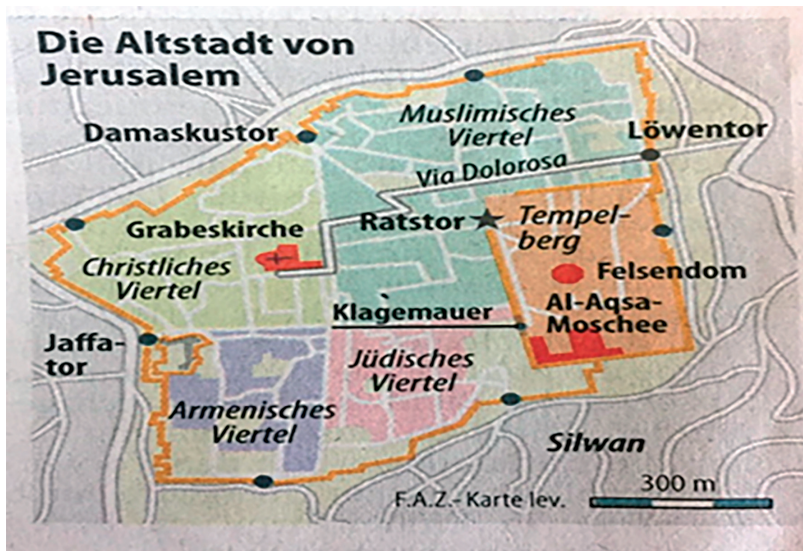 Die Altstadt von
Jerusalem
Muslimisches
Viertel
Damaskustor
Löwentor
Via Dolorosa
Ratstor
Tempel-
berg
Grabeskirche
Christliches
Viertel
Felsendom
Klagemauer
Al-Aqsa-
Moschee
Jaffa-
tor
Jüdisches
Viertel
Armenisches
Viertel
Silwan
300 m
F.A.Z.- Karte lev.